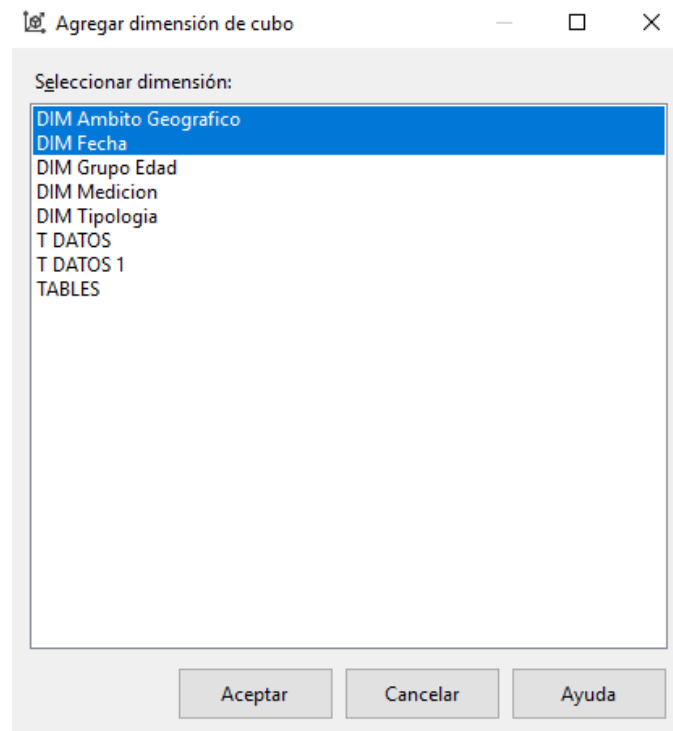 Agregar dimensión de cubo
Seleccionar dimensión:
DIM Ambito Geografico
DIM Fecha
DIM Grupo Edad
DIM Medicion
DIM Tipologia
T DATOS
T DATOS 1
TABLES
Aceptar Cancelar Ayuda